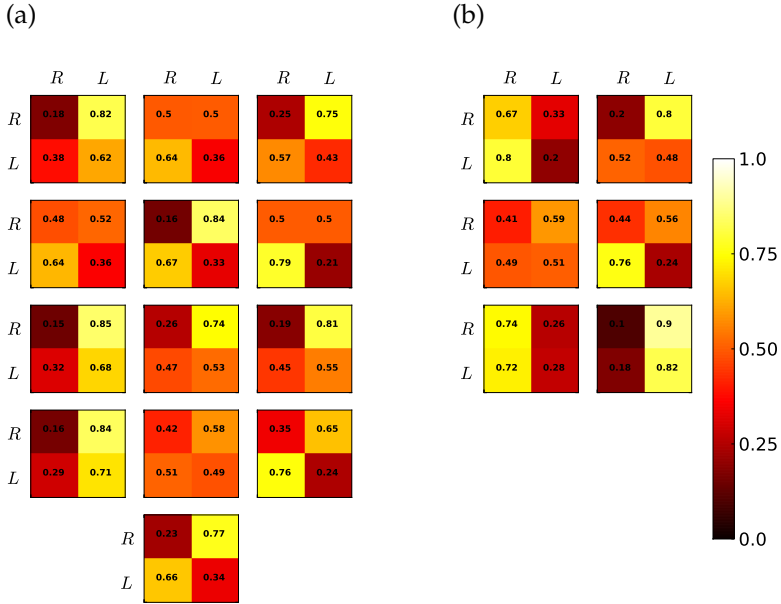 (a) (b)
R L R L R L R L R L
R 0.18 0.82 0.5 0.5 0.25 0.75 R 0.67 0.33 0.2 0.8
L 0.38 0.62 0.64 0.36 0.57 0.43 L 0.8 0.2 0.52 0.48
1.0
R 0.48 0.52 0.16 0.84 0.5 0.5 R 0.41 0.59 0.44 0.56
0.75
L 0.64 0.36 0.67 0.33 0.79 0.21 L 0.49 0.51 0.76 0.24
R 0.15 0.85 0.26 0.74 0.19 0.81 R 0.74 0.26 0.1 0.9
0.50
L 0.32 0.68 0.47 0.53 0.45 0.55 L 0.72 0.28 0.18 0.82
R 0.16 0.84 0.42 0.58 0.35 0.65
0.25
L 0.29 0.71 0.51 0.49 0.76 0.24
R 0.23 0.77
0.0
L 0.66 0.34